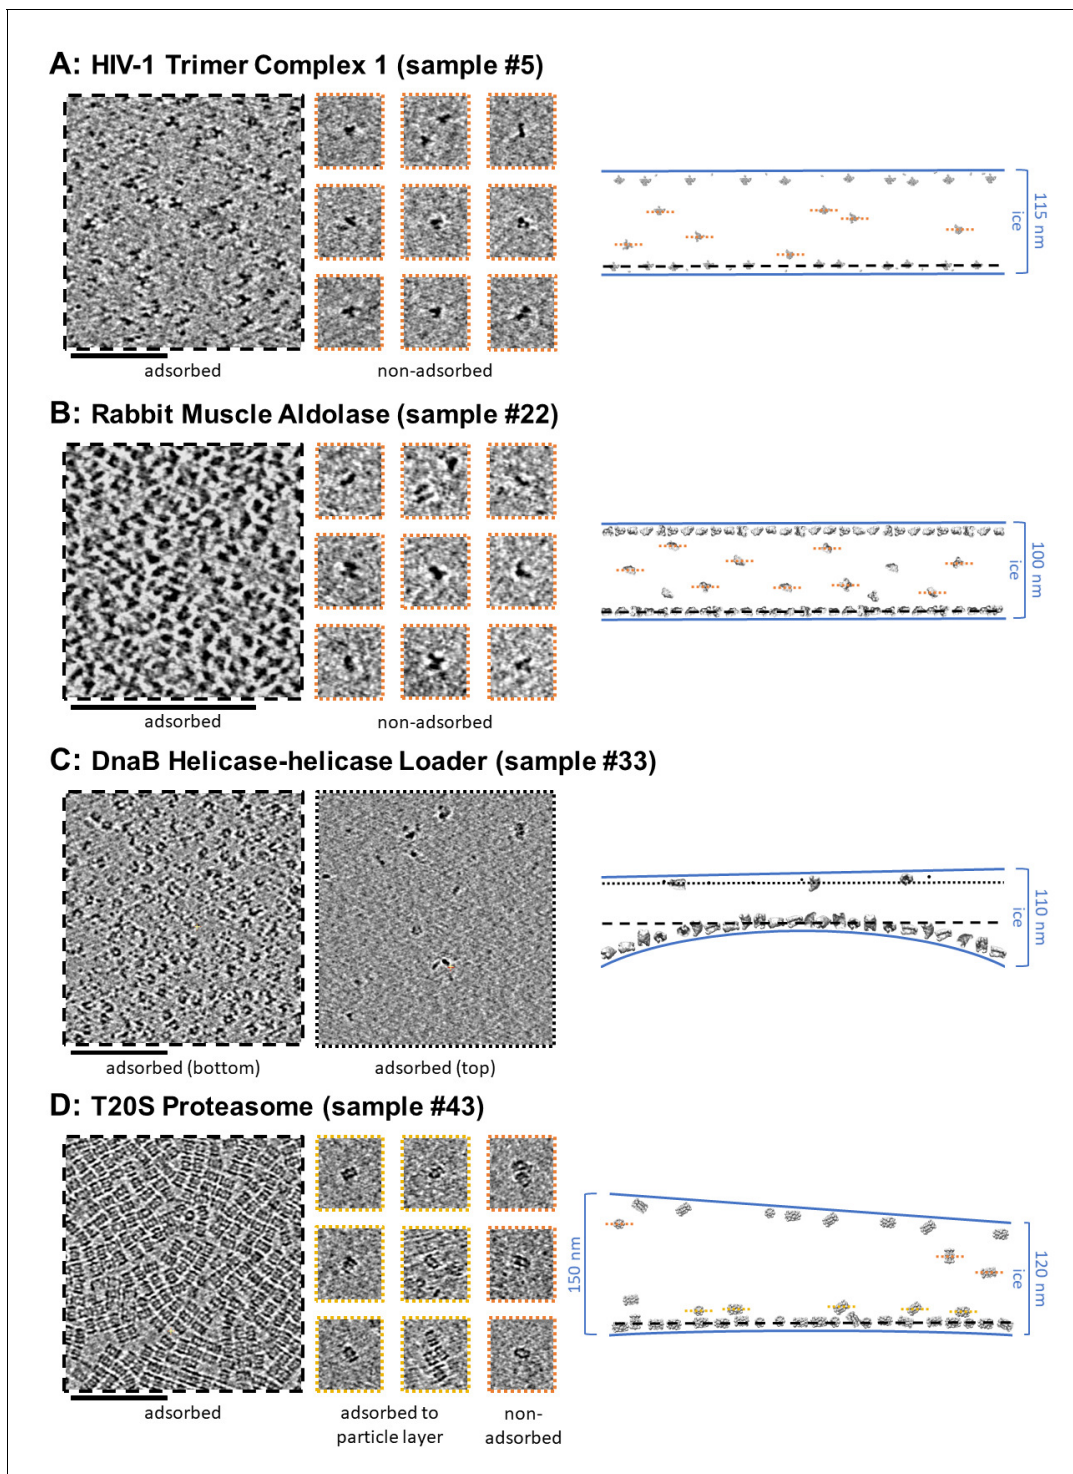 A: HIV-1 Trimer Complex 1 (sample #5)
adsorbed
non-adsorbed
115 nm
ice
B: Rabbit Muscle Aldolase (sample #22)
adsorbed
non-adsorbed
100 nm
ice
C: DnaB Helicase-helicase Loader (sample #33)
adsorbed (bottom)
adsorbed (top)
110 nm
ice
D: T20S Proteasome (sample #43)
adsorbed
adsorbed to
particle layer
non-
adsorbed
150 nm
120 nm
ice